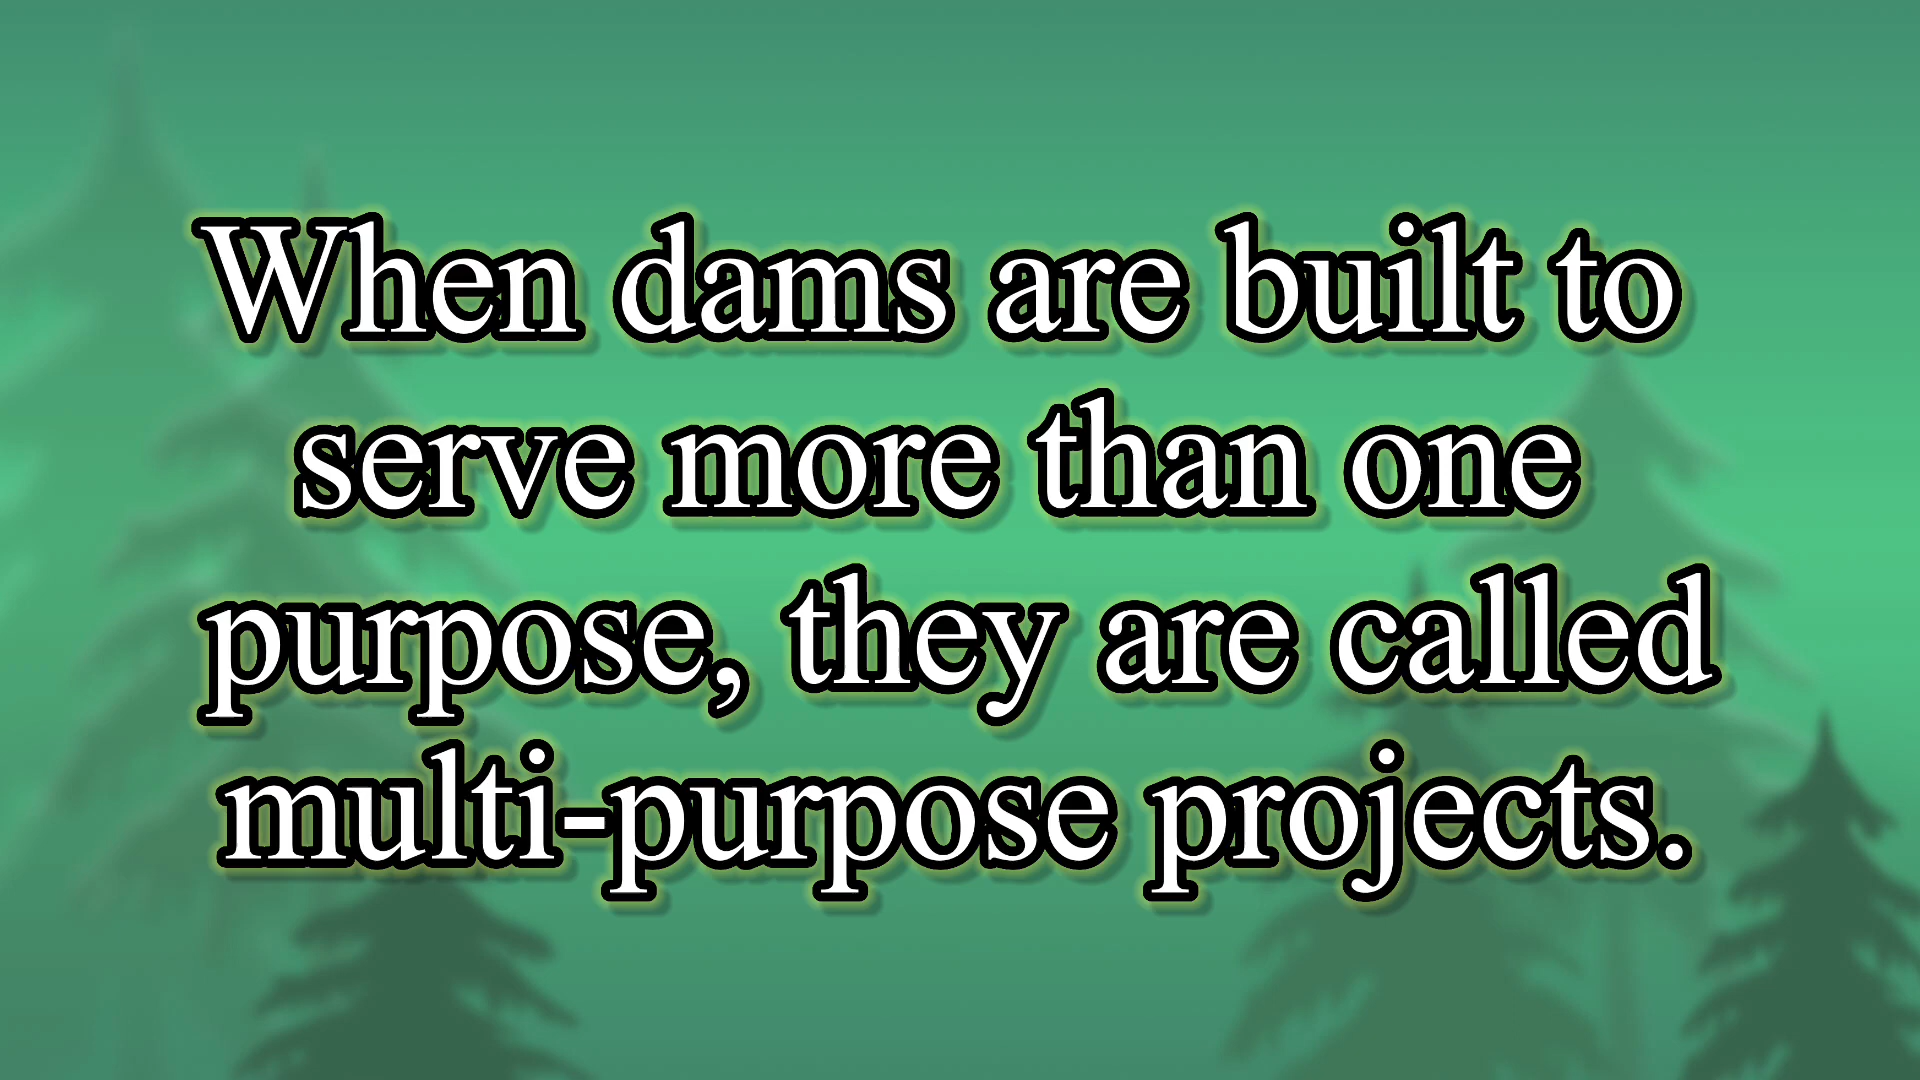 When dams are built to
serve more than one
purpose, they are called
multi-purpose projects.